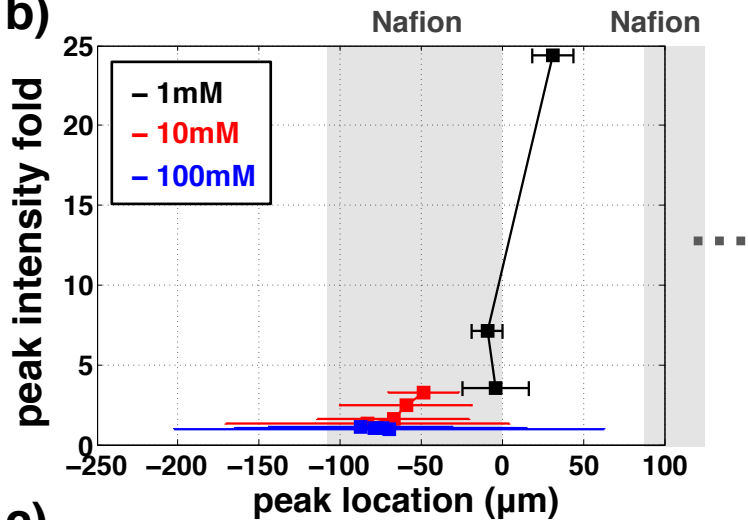 b)
Nafion Nafion
25
20
15
10
5
0
peak intensity fold
– 1mM
– 10mM
– 100mM
−250 −200 −150 −100 −50 0 50 100
peak location (μm)
c)